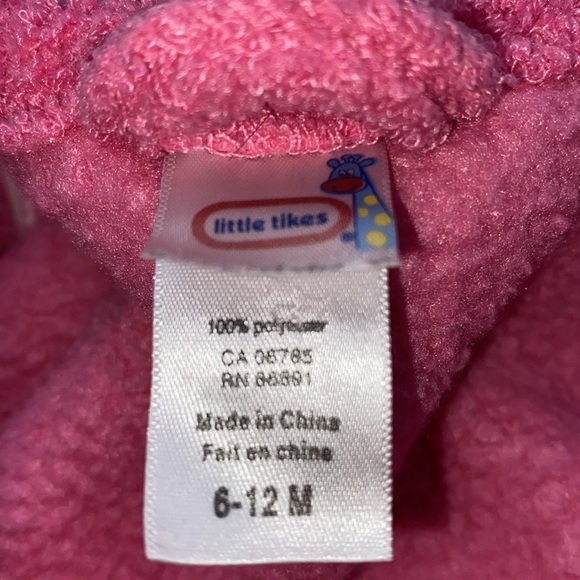 little tikes
100% polyester
CA 06785
RN 86891
Made in China
Fait en chine
6-12 M